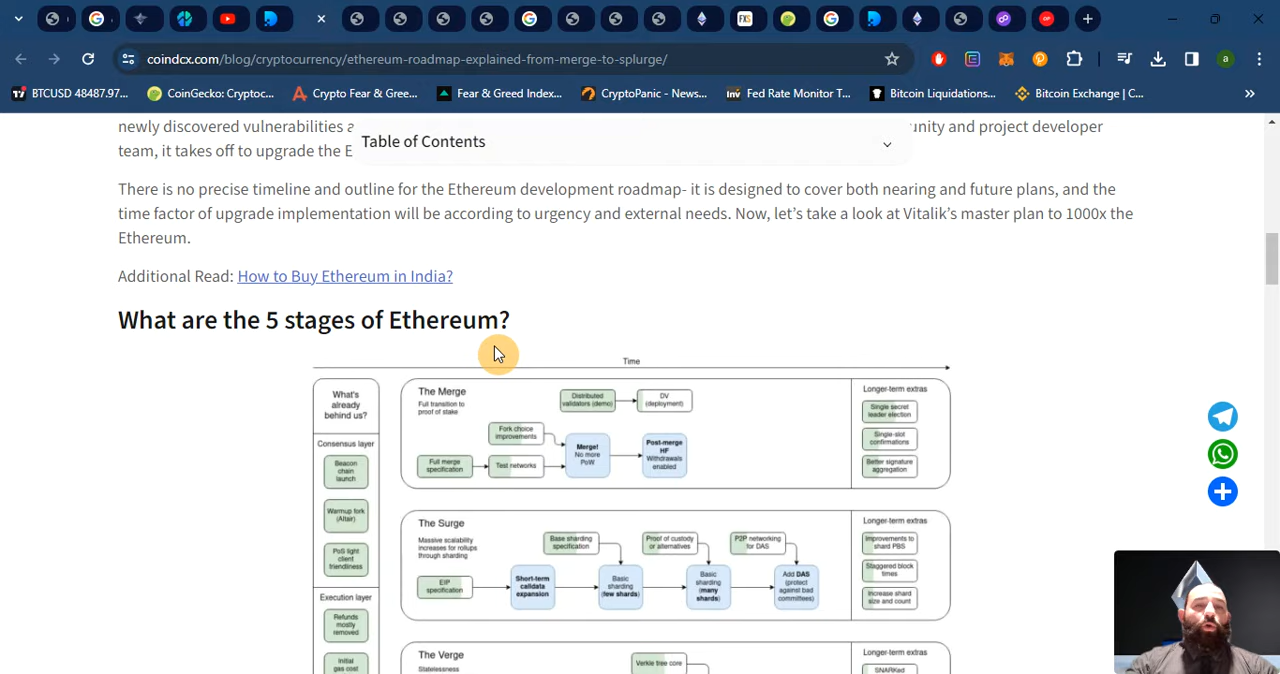 coindcx.com/blog/cryptocurrency/ethereum-roadmap-explained-from-merge-to-splurge/
BTCUSD 48487.97...
CoinGecko: Cryptoc...
Crypto Fear & Gree...
Fear & Greed Index...
CryptoPanic - News...
Fed Rate Monitor T...
Bitcoin Liquidations...
Bitcoin Exchange | C...
newly discovered vulnerabilities a
unity and project developer
Table of Contents
team, it takes off to upgrade the E
There is no precise timeline and outline for the Ethereum development roadmap- it is designed to cover both nearing and future plans, and the
time factor of upgrade implementation will be according to urgency and external needs. Now, let's take a look at Vitalik's master plan to 1000x the
Ethereum.
Additional Read: How to Buy Ethereum in India?
What are the 5 stages of Ethereum?
Time
What's
already
behind us?
Consensus layer
Beacon
chain
launch
Warmup fork
(Altair)
PoS light
client
friendliness
Execution layer
Refunds
mostly
removed
Initial
gas cost
The Merge
Full transition to
proof of stake
Distributed
validators (demo)
DV
(deployment)
Fork choice
improvements
Full merge
specification
Test networks
Merge!
No more
PoW
Post-merge
HF
Withdrawals
enabled
Longer-term extras
Single secret
leader election
Single-slot
confirmations
Better signature
aggregation
The Surge
Massive scalability
increases for rollups
through sharding
Base sharding
specification
Proof of custody
or alternatives
P2P networking
for DAS
EIP
specification
Short-term
calldata
expansion
Basic
sharding
(few shards)
Basic
sharding
(many
shards)
Add DAS
(protect
against bad
committees)
Longer-term extras
Improvements to
shard PBS
Staggered block
times
Increase shard
size and count
The Verge
Statelessness
Verkle tree core
Longer-term extras
SNARKed